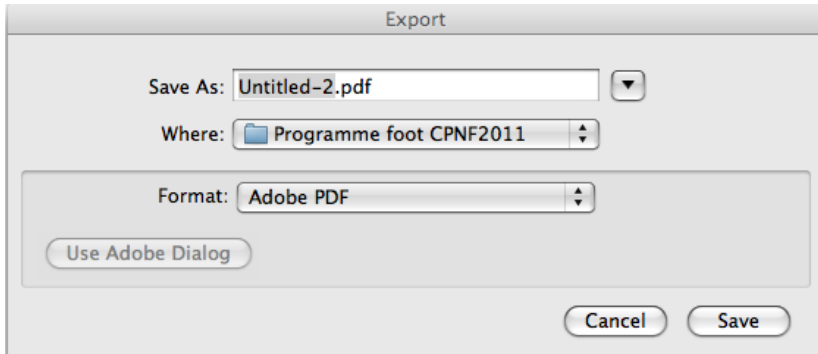 Export
Save As: Untitled-2.pdf
Where: Programme foot CPNF2011
Format: Adobe PDF
Use Adobe Dialog
Cancel Save